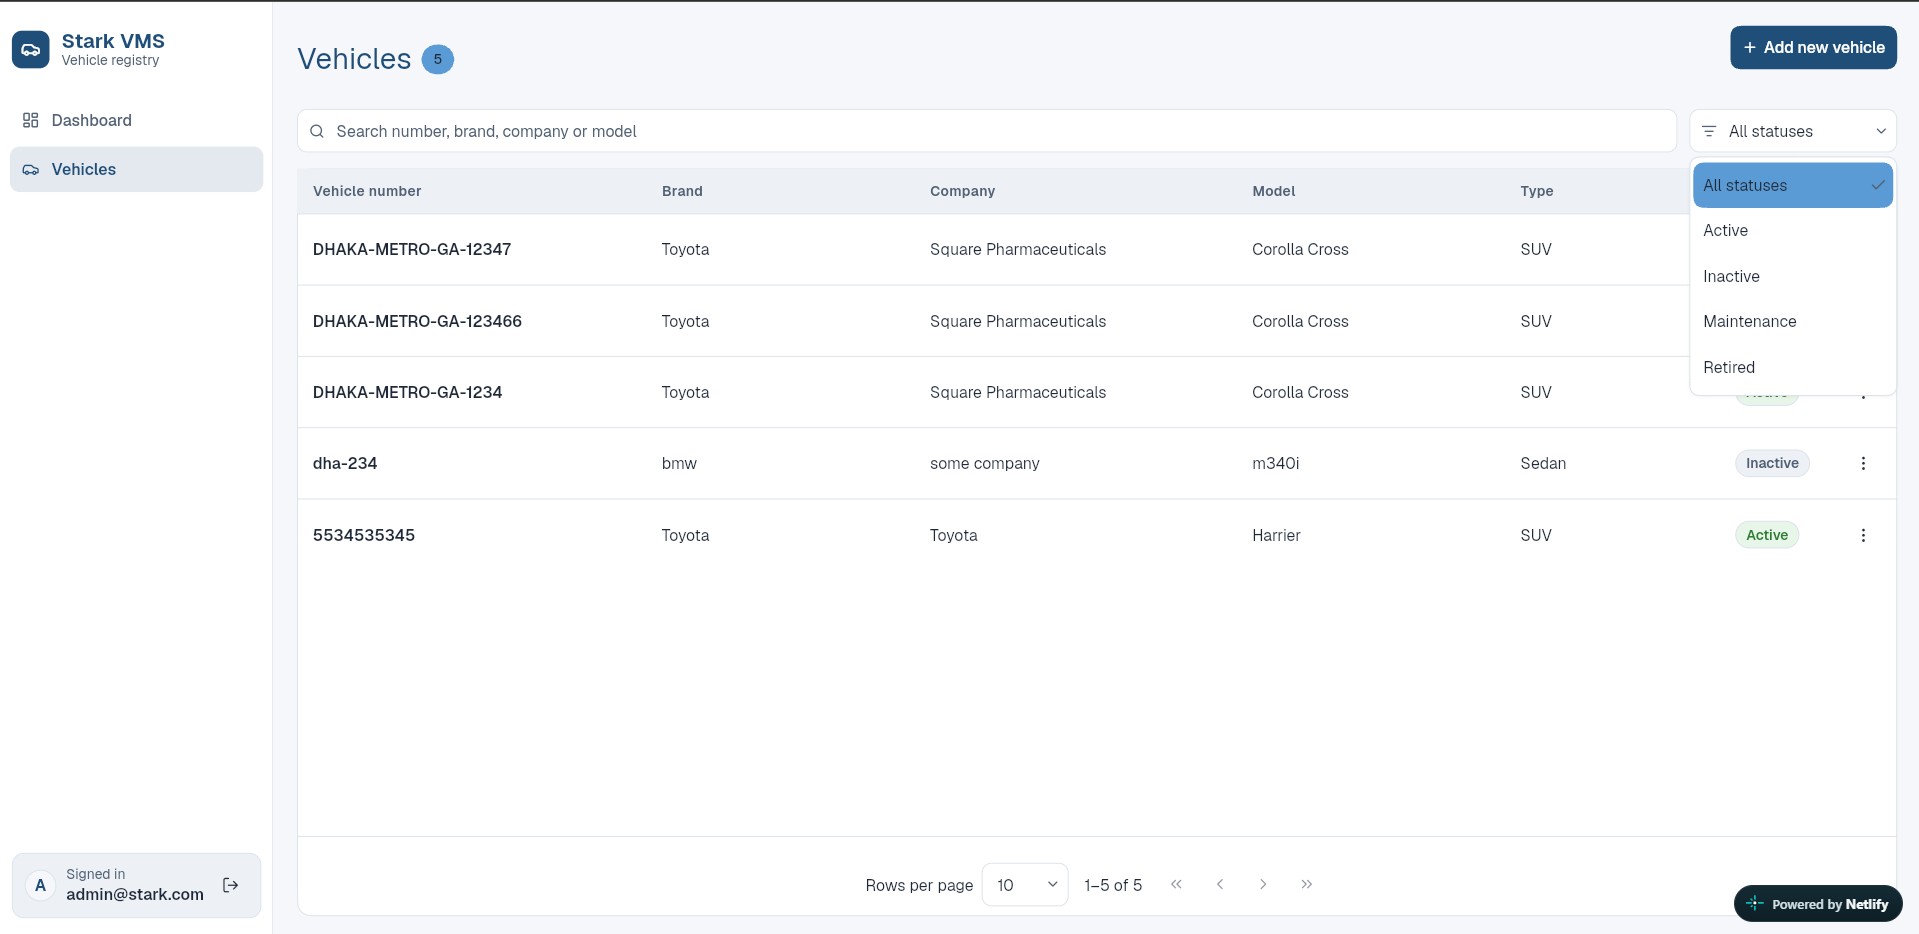 Stark VMS
Vehicle registry
Dashboard
Vehicles
Signed in
A
admin@stark.com
Vehicles 5
+ Add new vehicle
Search number, brand, company or model
All statuses
All statuses
Active
Inactive
Maintenance
Retired
Vehicle number Brand Company Model Type
DHAKA-METRO-GA-12347 Toyota Square Pharmaceuticals Corolla Cross SUV
DHAKA-METRO-GA-123466 Toyota Square Pharmaceuticals Corolla Cross SUV
DHAKA-METRO-GA-1234 Toyota Square Pharmaceuticals Corolla Cross SUV
dha-234 bmw some company m340i Sedan Inactive
5534535345 Toyota Toyota Harrier SUV Active
Rows per page 10 1–5 of 5
Powered by Netlify